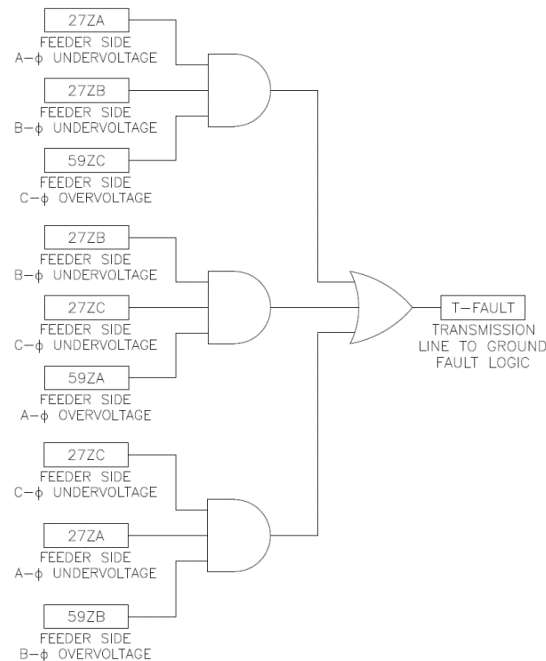 27ZA
FEEDER SIDE
A-ϕ UNDERVOLTAGE
27ZB
FEEDER SIDE
B-ϕ UNDERVOLTAGE
59ZC
FEEDER SIDE
C-ϕ OVERVOLTAGE
27ZB
FEEDER SIDE
B-ϕ UNDERVOLTAGE
27ZC
FEEDER SIDE
C-ϕ UNDERVOLTAGE
59ZA
FEEDER SIDE
A-ϕ OVERVOLTAGE
27ZC
FEEDER SIDE
C-ϕ UNDERVOLTAGE
27ZA
FEEDER SIDE
A-ϕ UNDERVOLTAGE
59ZB
FEEDER SIDE
B-ϕ OVERVOLTAGE
T-FAULT
TRANSMISSION
LINE TO GROUND
FAULT LOGIC